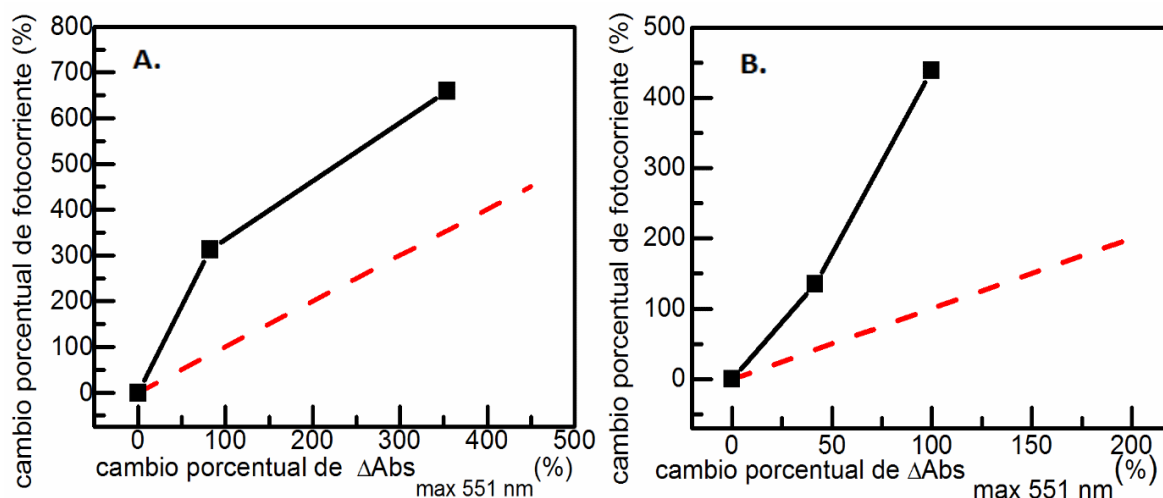 A.
cambio porcentual de fotocorriente (%)
800
700
600
500
400
300
200
100
0
0 100 200 300 400 500
cambio porcentual de ΔAbs max 551 nm (%)
B.
cambio porcentual de fotocorriente (%)
500
400
300
200
100
0
0 50 100 150 200
cambio porcentual de ΔAbs max 551 nm (%)